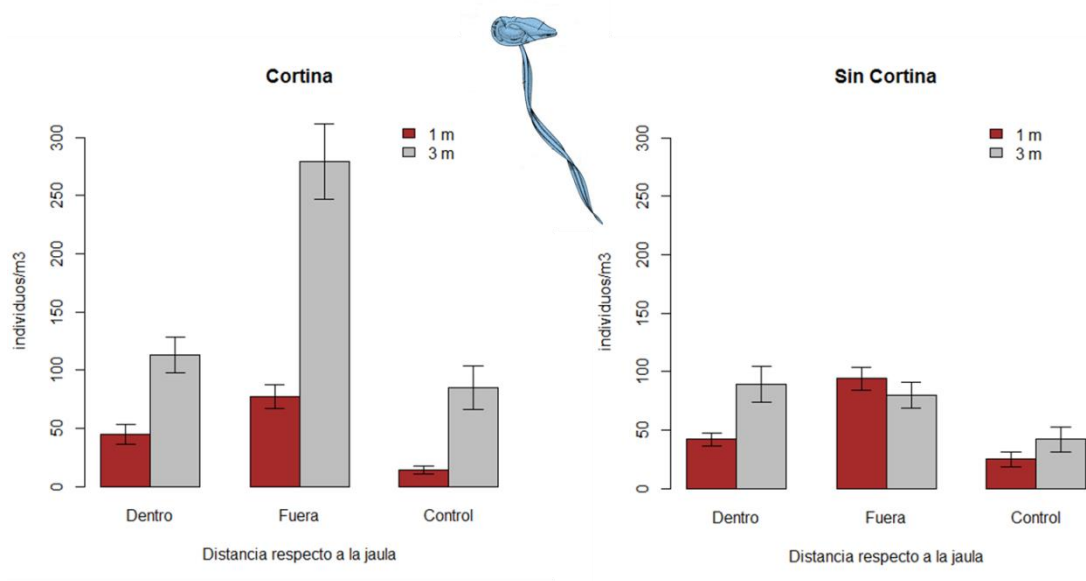 Cortina
1 m
3 m
300
250
200
150
100
50
0
individuos/m3
Dentro
Fuera
Control
Distancia respecto a la jaula
Sin Cortina
1 m
3 m
300
250
200
150
100
50
0
individuos/m3
Dentro
Fuera
Control
Distancia respecto a la jaula